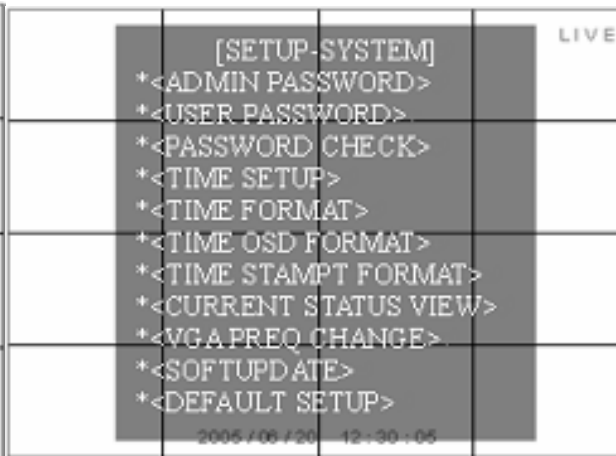 LIVE
[SETUP-SYSTEM]
*<ADMIN PASSWORD>
*<USER PASSWORD>
*<PASSWORD CHECK>
*<TIME SETUP>
*<TIME FORMAT>
*<TIME OSD FORMAT>
*<TIME STAMPT FORMAT>
*<CURRENT STATUS VIEW>
*<VGA PREQ CHANGE>
*<SOFTUPDATE>
*<DEFAULT SETUP>
2005 / 06 / 20 12 : 30 : 05